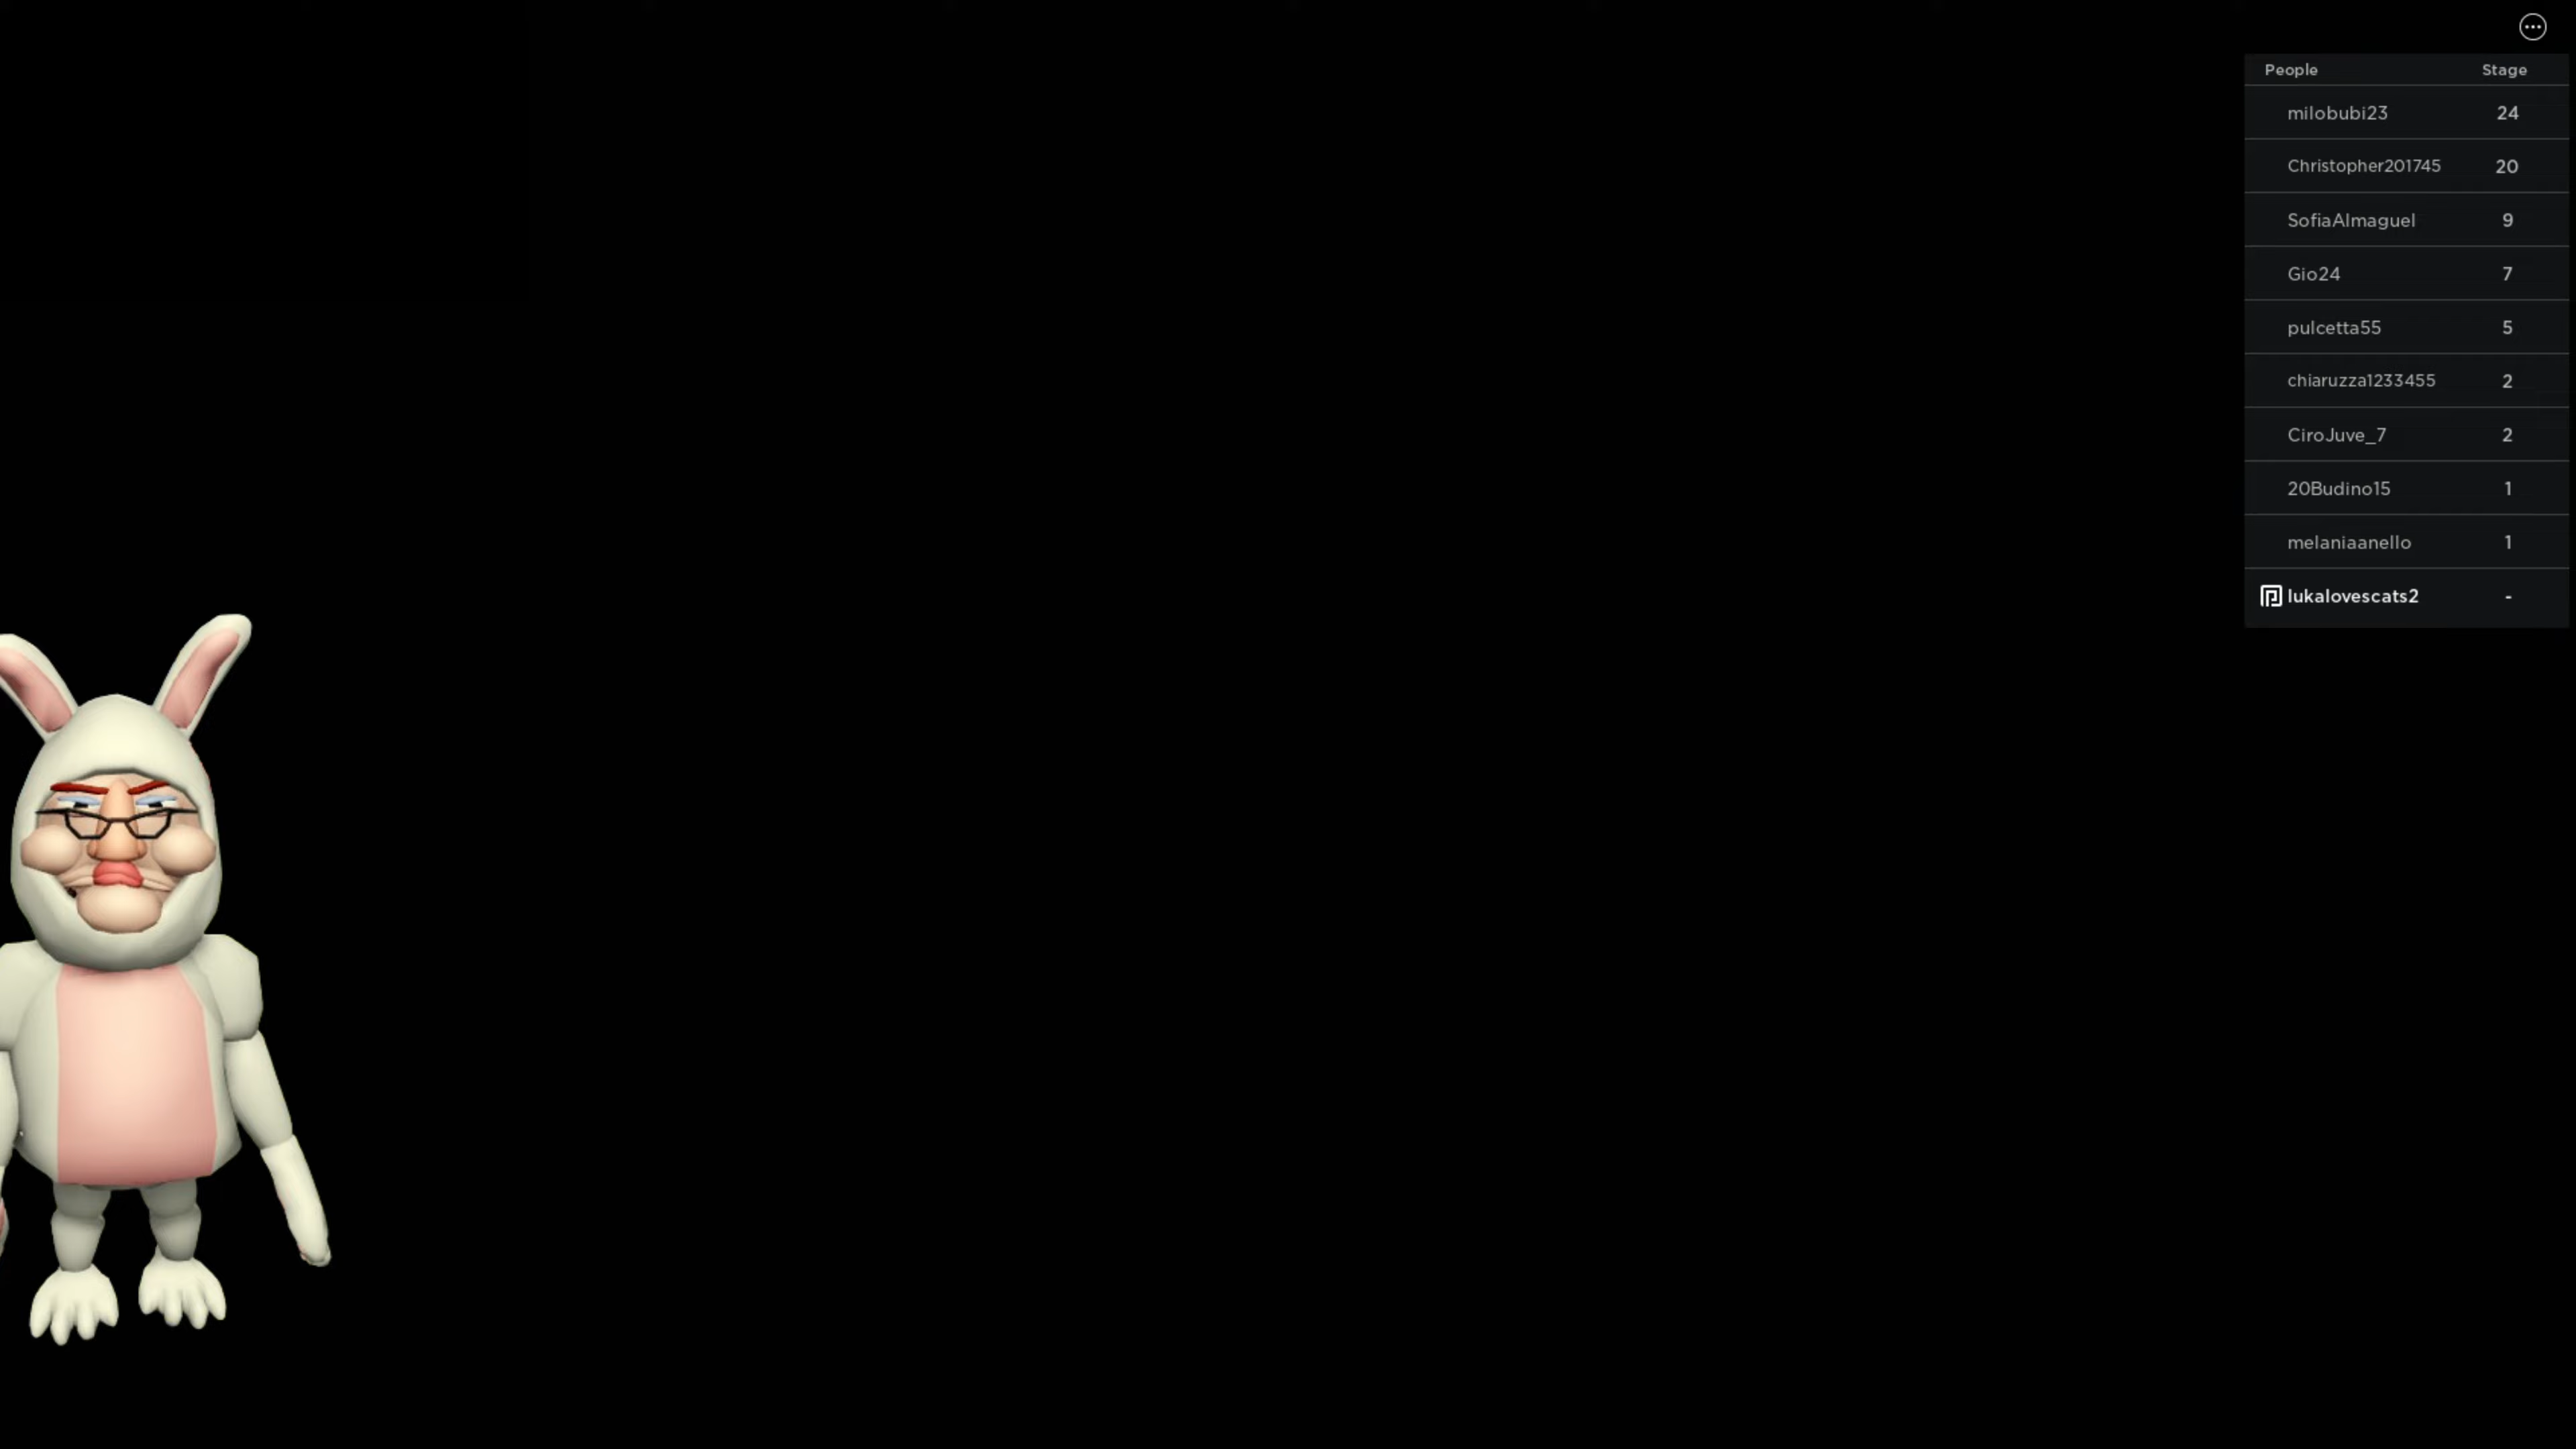 People Stage
milobubi23 24
Christopher201745 20
SofiaAlmaguel 9
Gio24 7
pulcetta55 5
chiaruzza1233455 2
CiroJuve_7 2
20Budino15 1
melaniaanello 1
lukalovescats2 -